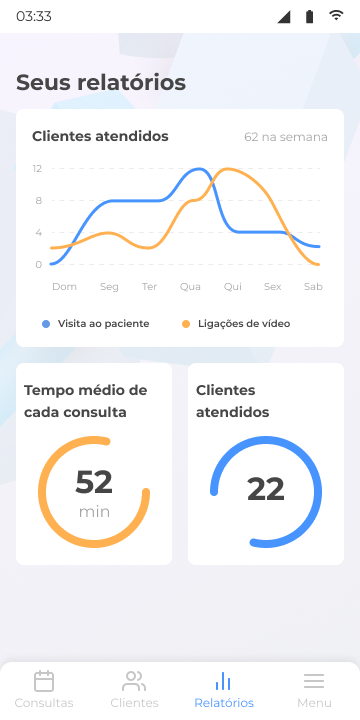 03:33
Seus relatórios
Clientes atendidos
62 na semana
12
8
4
0
Dom Seg Ter Qua Qui Sex Sab
Visita ao paciente
Ligações de vídeo
Tempo médio de
cada consulta
52
min
Clientes
atendidos
22
Consultas
Clientes
Relatórios
Menu